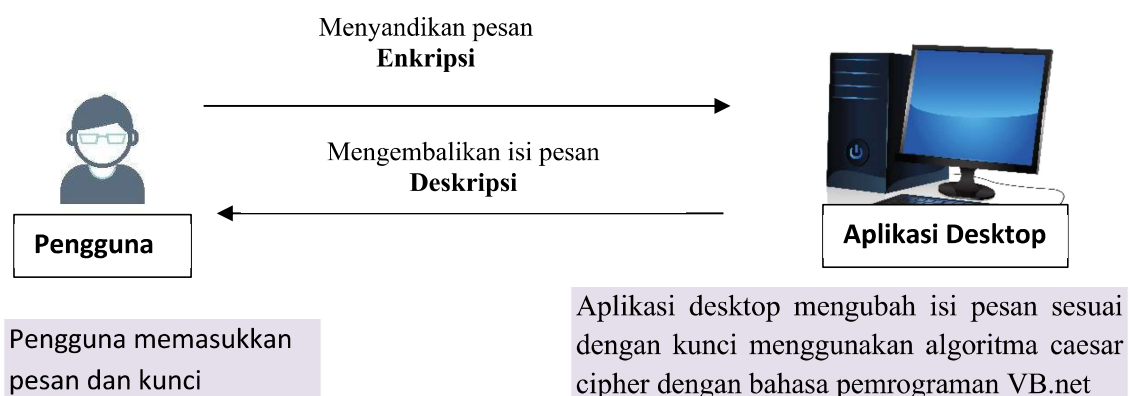 Menyandikan pesan
Enkripsi
Mengembalikan isi pesan
Deskripsi
Pengguna
Aplikasi Desktop
Pengguna memasukkan
pesan dan kunci
Aplikasi desktop mengubah isi pesan sesuai
dengan kunci menggunakan algoritma caesar
cipher dengan bahasa pemrograman VB.net